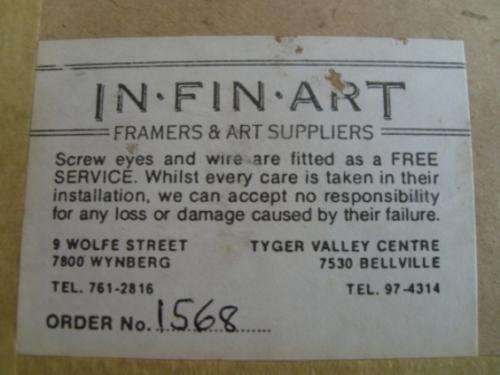 IN·FIN·ART
FRAMERS & ART SUPPLIERS
Screw eyes and wire are fitted as a FREE
SERVICE. Whilst every care is taken in their
installation, we can accept no responsibility
for any loss or damage caused by their failure.
9 WOLFE STREET
7800 WYNBERG
TEL. 761-2816
TYGER VALLEY CENTRE
7530 BELLVILLE
TEL. 97-4314
ORDER No. 1568